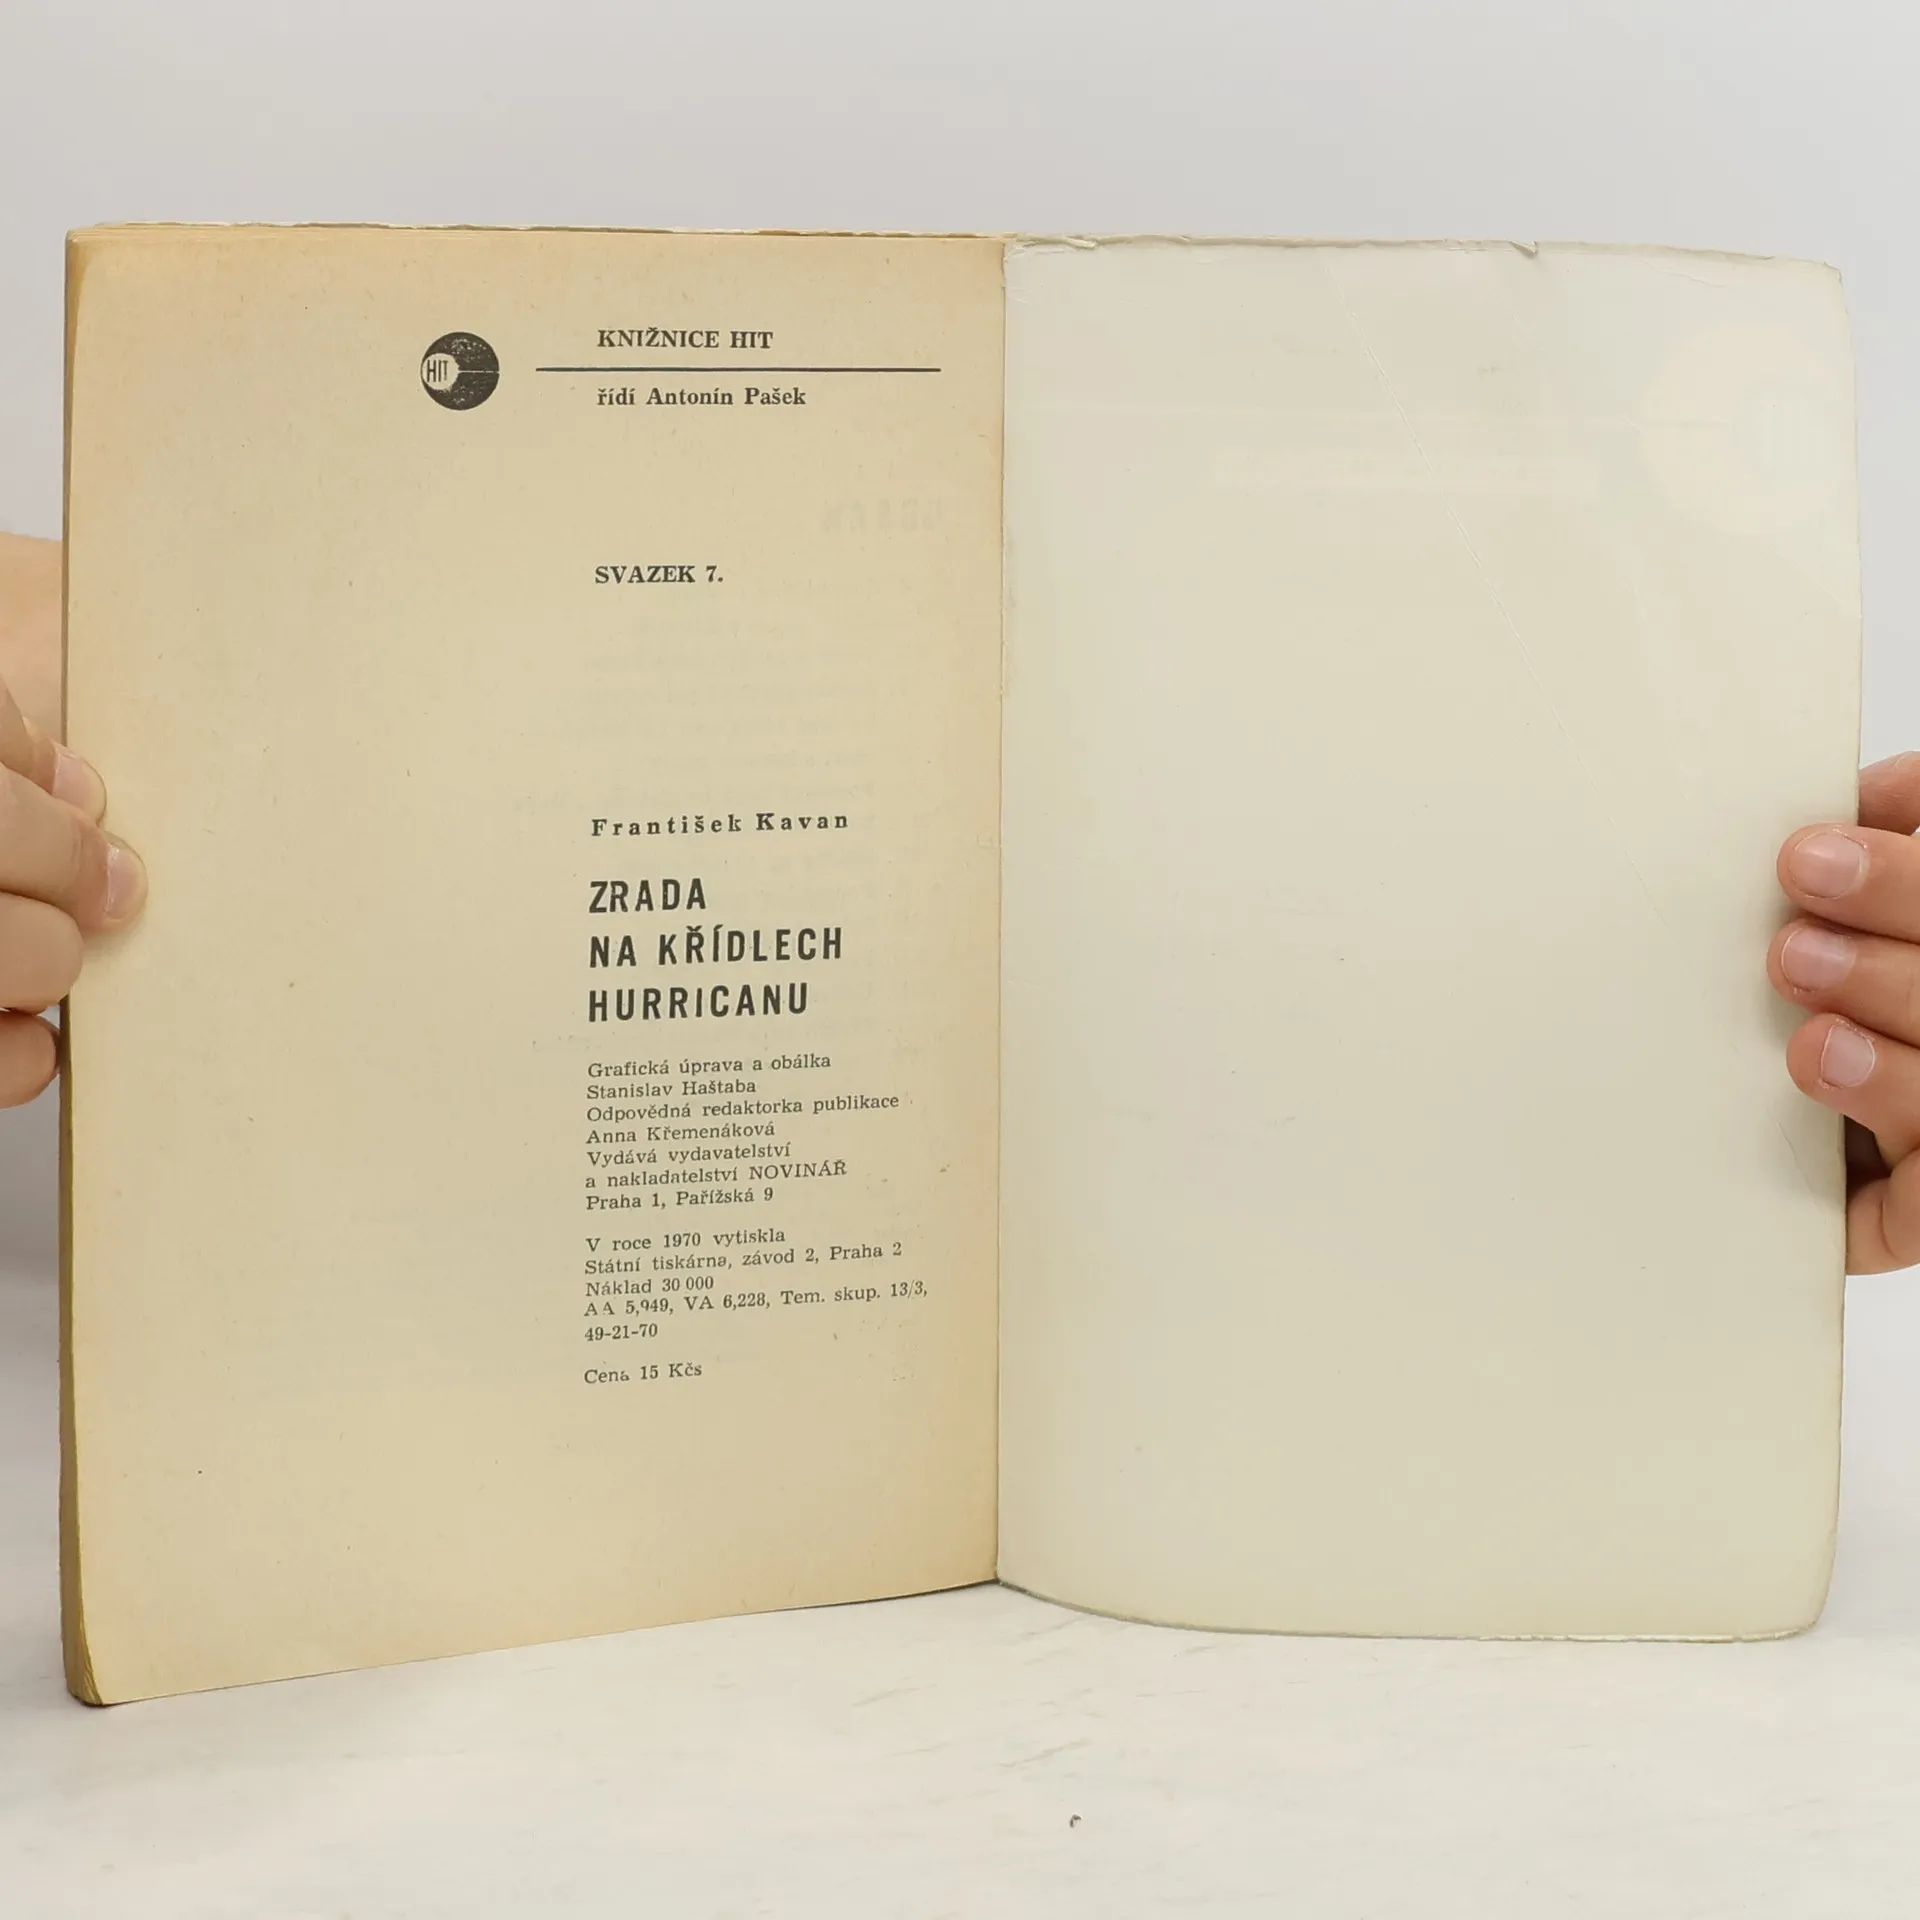 KNIŽNICE HIT
HIT
řídí Antonín Pašek
SVAZEK 7.
František Kavan
ZRADA
NA KŘÍDLECH
HURRICANU
Grafická úprava a obálka
Stanislav Haštaba
Odpovědná redaktorka publikace
Anna Křemenáková
Vydává vydavatelství
a nakladatelství NOVINÁŘ
Praha 1, Pařížská 9
V roce 1970 vytiskla
Státní tiskárna, závod 2, Praha 2
Náklad 30 000
AA 5,949, VA 6,228, Tem. skup. 13/3,
49-21-70
Cena 15 Kčs